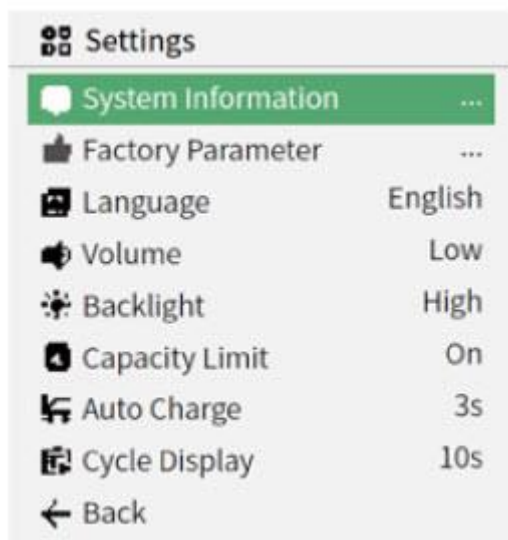 Settings
System Information ...
Factory Parameter ...
Language English
Volume Low
Backlight High
Capacity Limit On
Auto Charge 3s
Cycle Display 10s
Back